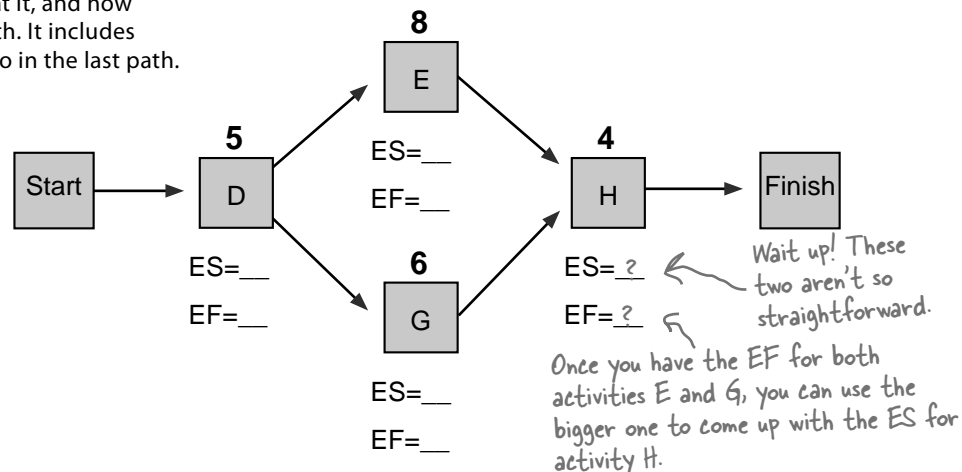 at it, and now
th. It includes
o in the last path.
8
E
ES=__
EF=__
5
4
Start
D
H
Finish
ES=__
EF=__
6
G
ES=__
EF=__
ES=?
EF=?
Wait up! These
two aren't so
straightforward.
Once you have the EF for both
activities E and G, you can use the
bigger one to come up with the ES for
activity H.